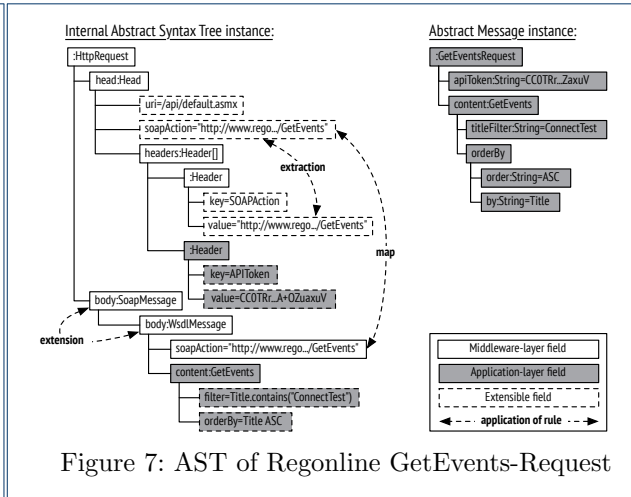 Internal Abstract Syntax Tree instance:
:HttpRequest
head:Head
uri=/api/default.asmx
soapAction="http://www.rego.../GetEvents"
headers:Header[]
:Header
extraction
key=SOAPAction
value="http://www.rego.../GetEvents"
map
:Header
key=APIToken
value=CC0TRr...A+OZuaxuV
body:SoapMessage
body:WsdlMessage
extension
soapAction="http://www.rego.../GetEvents"
content:GetEvents
filter=Title.contains("ConnectTest")
orderBy=Title ASC
Abstract Message instance:
:GetEventsRequest
apiToken:String=CC0TRr...ZaxuV
content:GetEvents
titleFilter:String=ConnectTest
orderBy
order:String=ASC
by:String=Title
Middleware-layer field
Application-layer field
Extensible field
application of rule
Figure 7: AST of Regonline GetEvents-Request